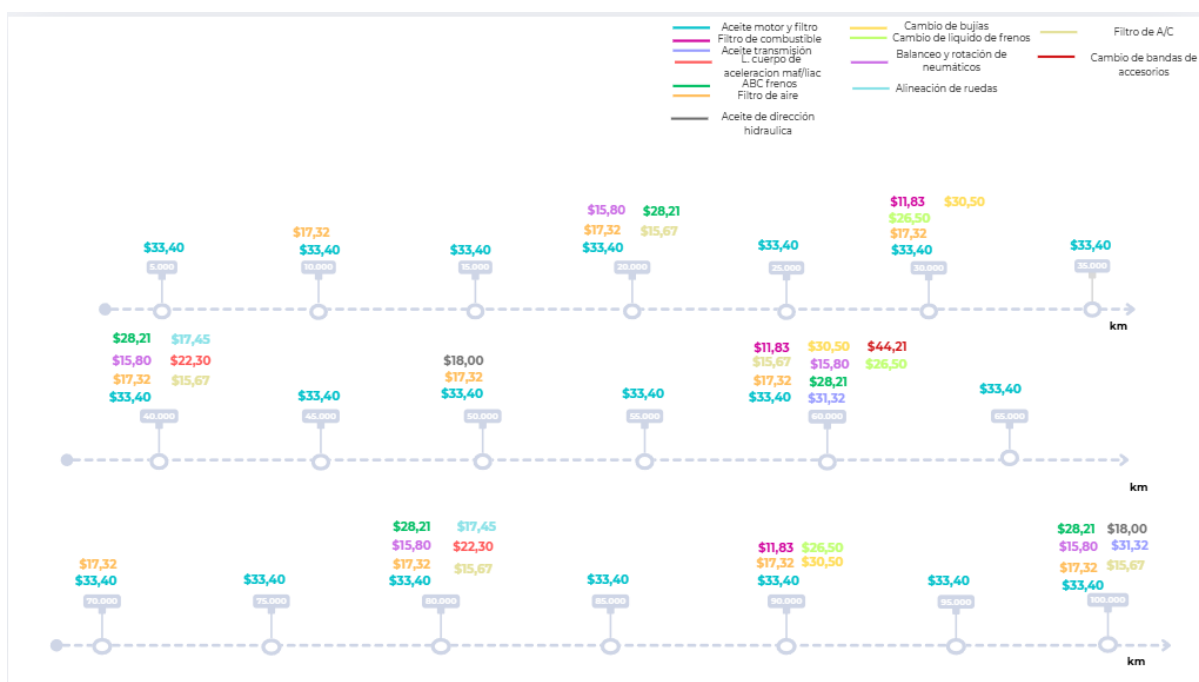 Aceite motor y filtro
Filtro de combustible
Aceite transmisión
L. cuerpo de
aceleracion maf/iac
ABC frenos
Filtro de aire
Aceite de dirección
hidraulica
Cambio de bujías
Cambio de liquido de frenos
Balanceo y rotación de
neumáticos
Alineación de ruedas
Filtro de A/C
Cambio de bandas de
accesorios
$33,40
5.000
$17,32
$33,40
10.000
$33,40
15.000
$15,80 $28,21
$17,32 $15,67
$33,40
20.000
$33,40
25.000
$11,83 $30,50
$26,50
$17,32
$33,40
30.000
$33,40
35.000
km
$28,21 $17,45
$15,80 $22,30
$17,32 $15,67
$33,40
40.000
$33,40
45.000
$18,00
$17,32
$33,40
50.000
$33,40
55.000
$11,83 $30,50 $44,21
$15,67 $15,80 $26,50
$17,32 $28,21
$33,40 $31,32
60.000
$33,40
65.000
km
$17,32
$33,40
70.000
$33,40
75.000
$28,21 $17,45
$15,80 $22,30
$17,32 $15,67
$33,40
80.000
$33,40
85.000
$11,83 $26,50
$17,32 $30,50
$33,40
90.000
$33,40
95.000
$28,21 $18,00
$15,80 $31,32
$17,32 $15,67
$33,40
100.000
km